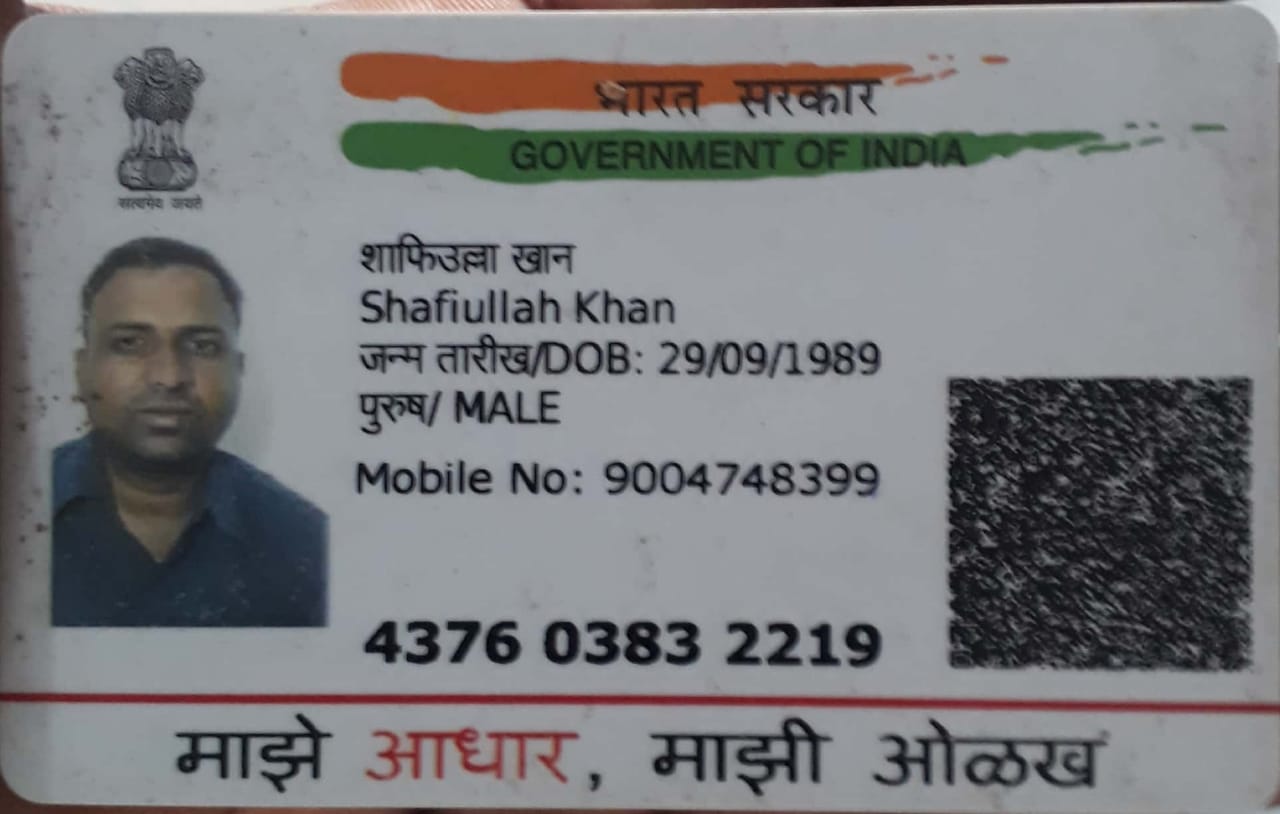 भारत सरकार
GOVERNMENT OF INDIA
सत्यमेव जयते
शाफिउल्ला खान
Shafiullah Khan
जन्म तारीख/DOB: 29/09/1989
पुरुष/ MALE
Mobile No: 9004748399
4376 0383 2219
माझे आधार, माझी ओळख